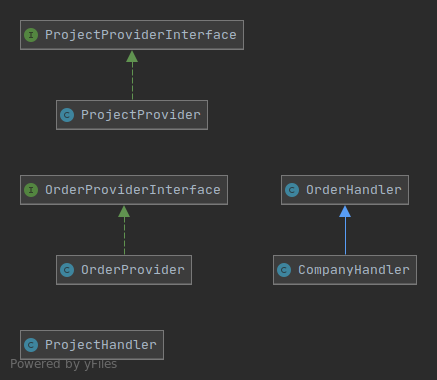 I ProjectProviderInterface
C ProjectProvider
I OrderProviderInterface
C OrderHandler
C OrderProvider
C CompanyHandler
C ProjectHandler
Powered by yFiles